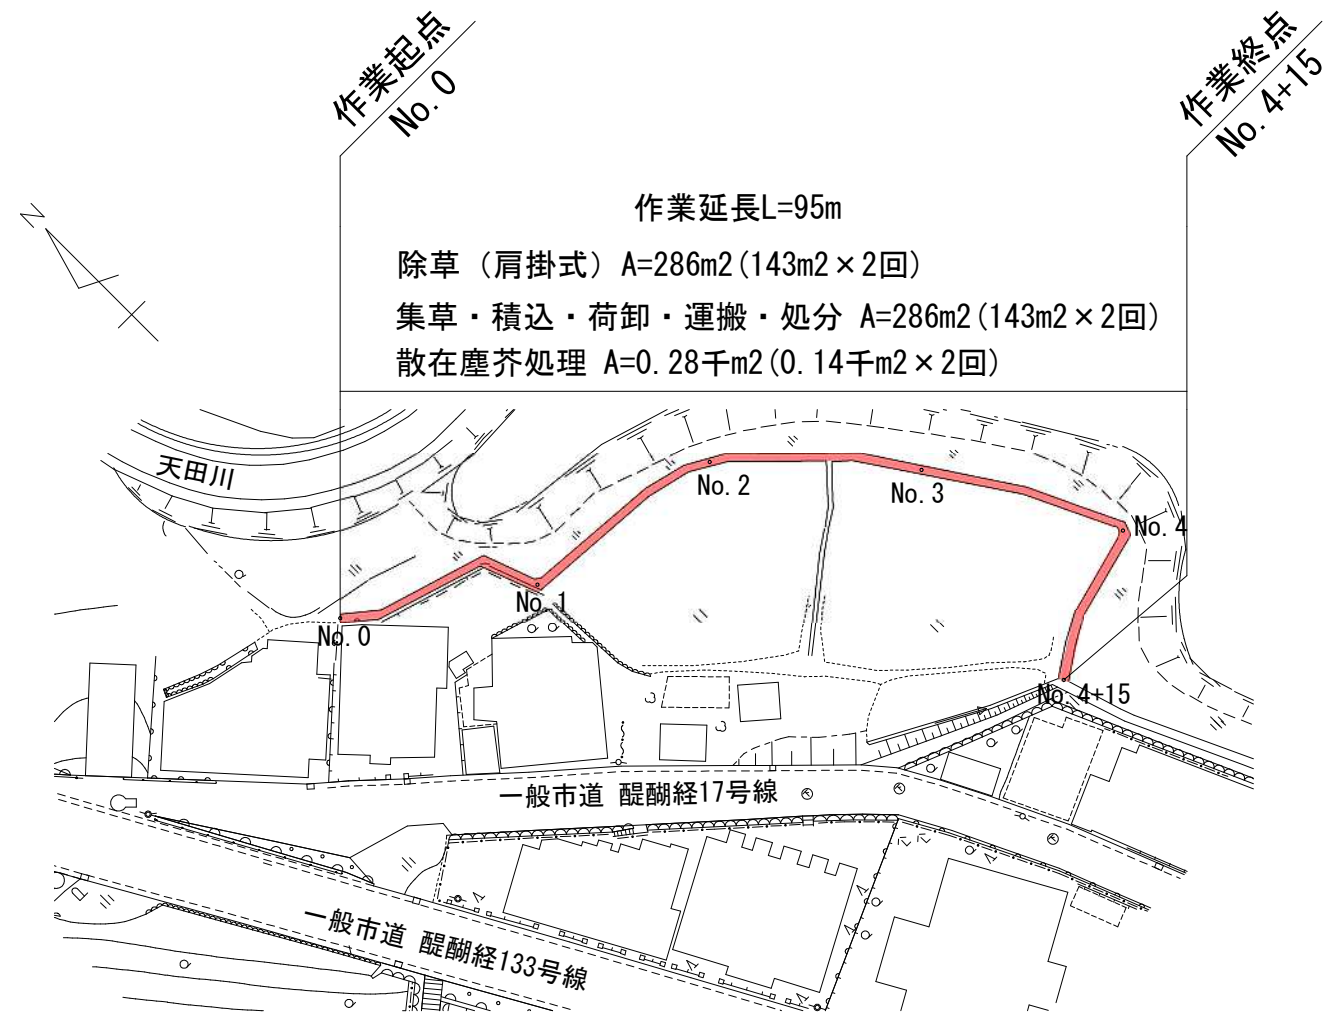 作業起点
No. 0
作業終点
No. 4+15
N
作業延長L=95m
除草（肩掛式）A=286m2(143m2×2回)
集草・積込・荷卸・運搬・処分 A=286m2(143m2×2回)
散在塵芥処理 A=0.28千m2(0.14千m2×2回)
天田川
No. 2
No. 3
No. 4
No. 1
No. 0
No. 4+15
一般市道 醍醐経17号線
一般市道 醍醐経133号線